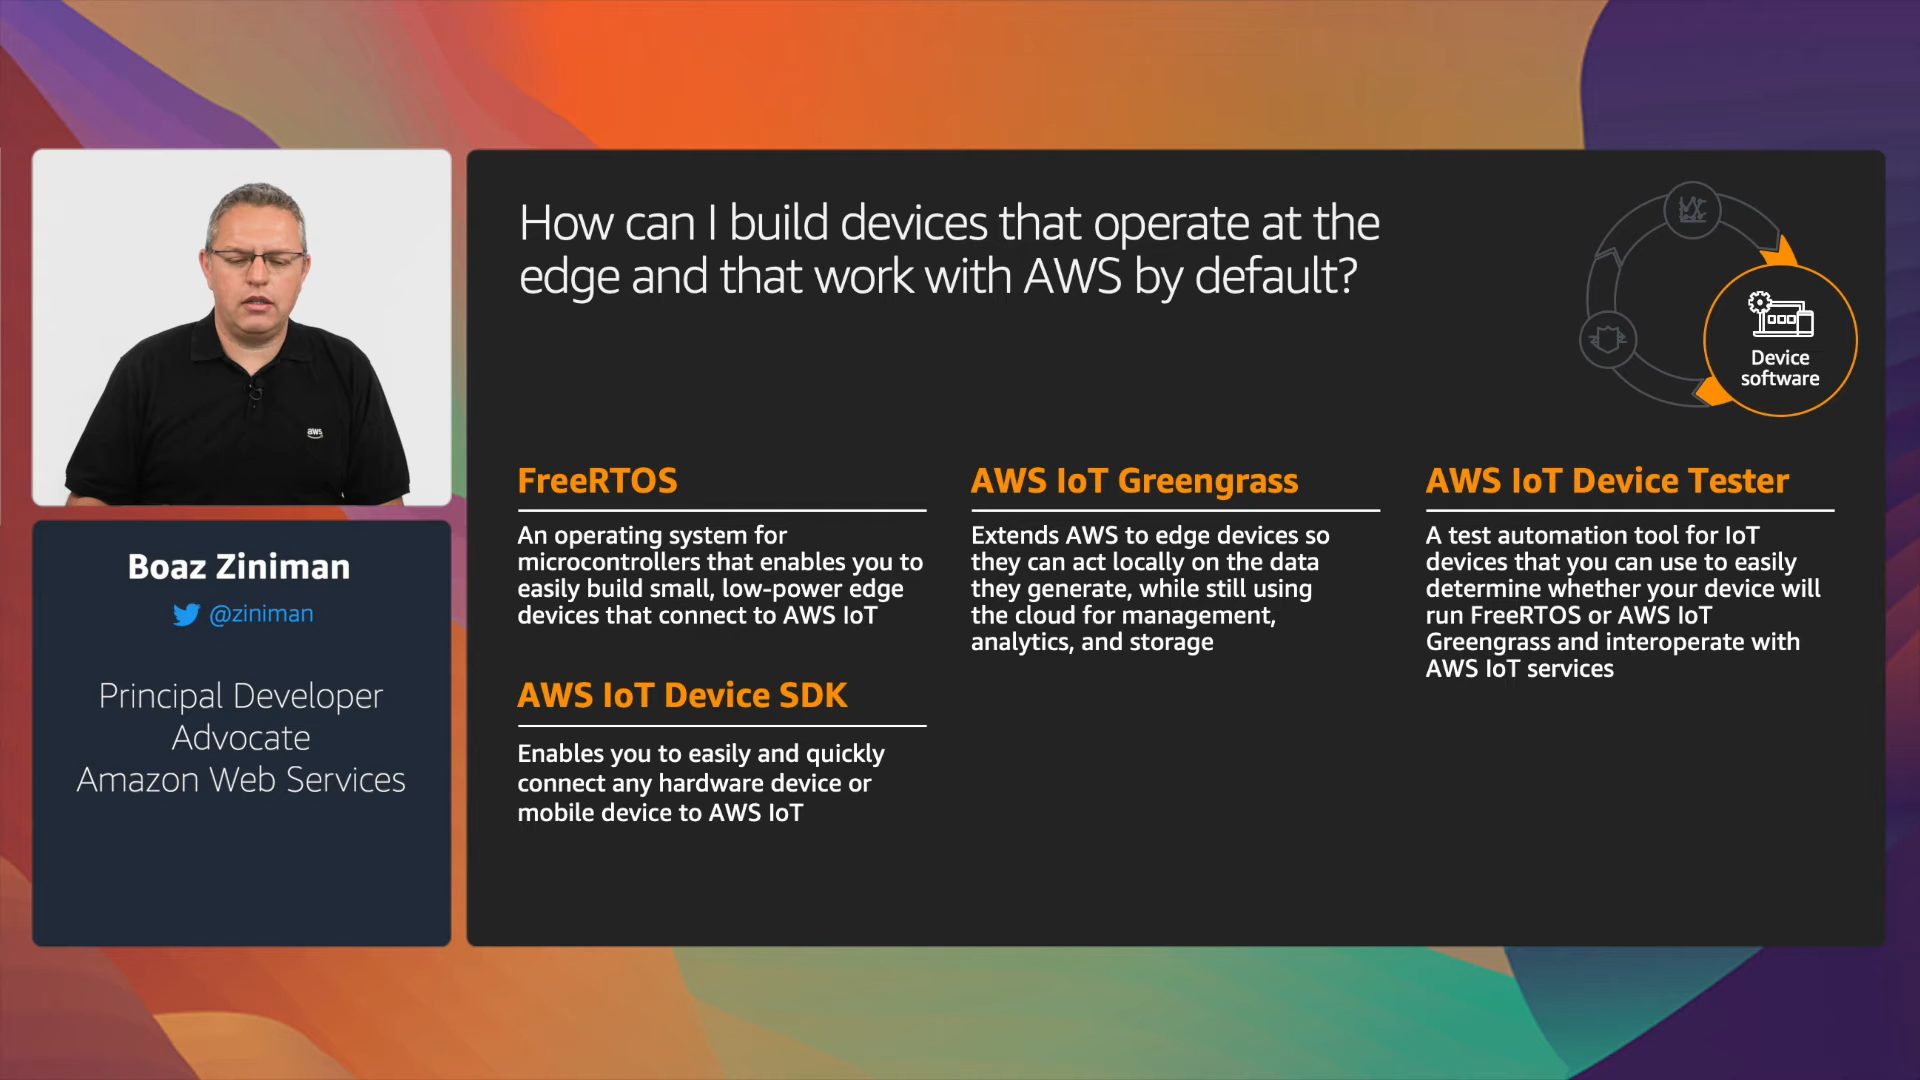 aws
Boaz Ziniman
@ziniman
Principal Developer
Advocate
Amazon Web Services
How can I build devices that operate at the
edge and that work with AWS by default?
Device
software
FreeRTOS
An operating system for
microcontrollers that enables you to
easily build small, low-power edge
devices that connect to AWS IoT
AWS IoT Device SDK
Enables you to easily and quickly
connect any hardware device or
mobile device to AWS IoT
AWS IoT Greengrass
Extends AWS to edge devices so
they can act locally on the data
they generate, while still using
the cloud for management,
analytics, and storage
AWS IoT Device Tester
A test automation tool for IoT
devices that you can use to easily
determine whether your device will
run FreeRTOS or AWS IoT
Greengrass and interoperate with
AWS IoT services